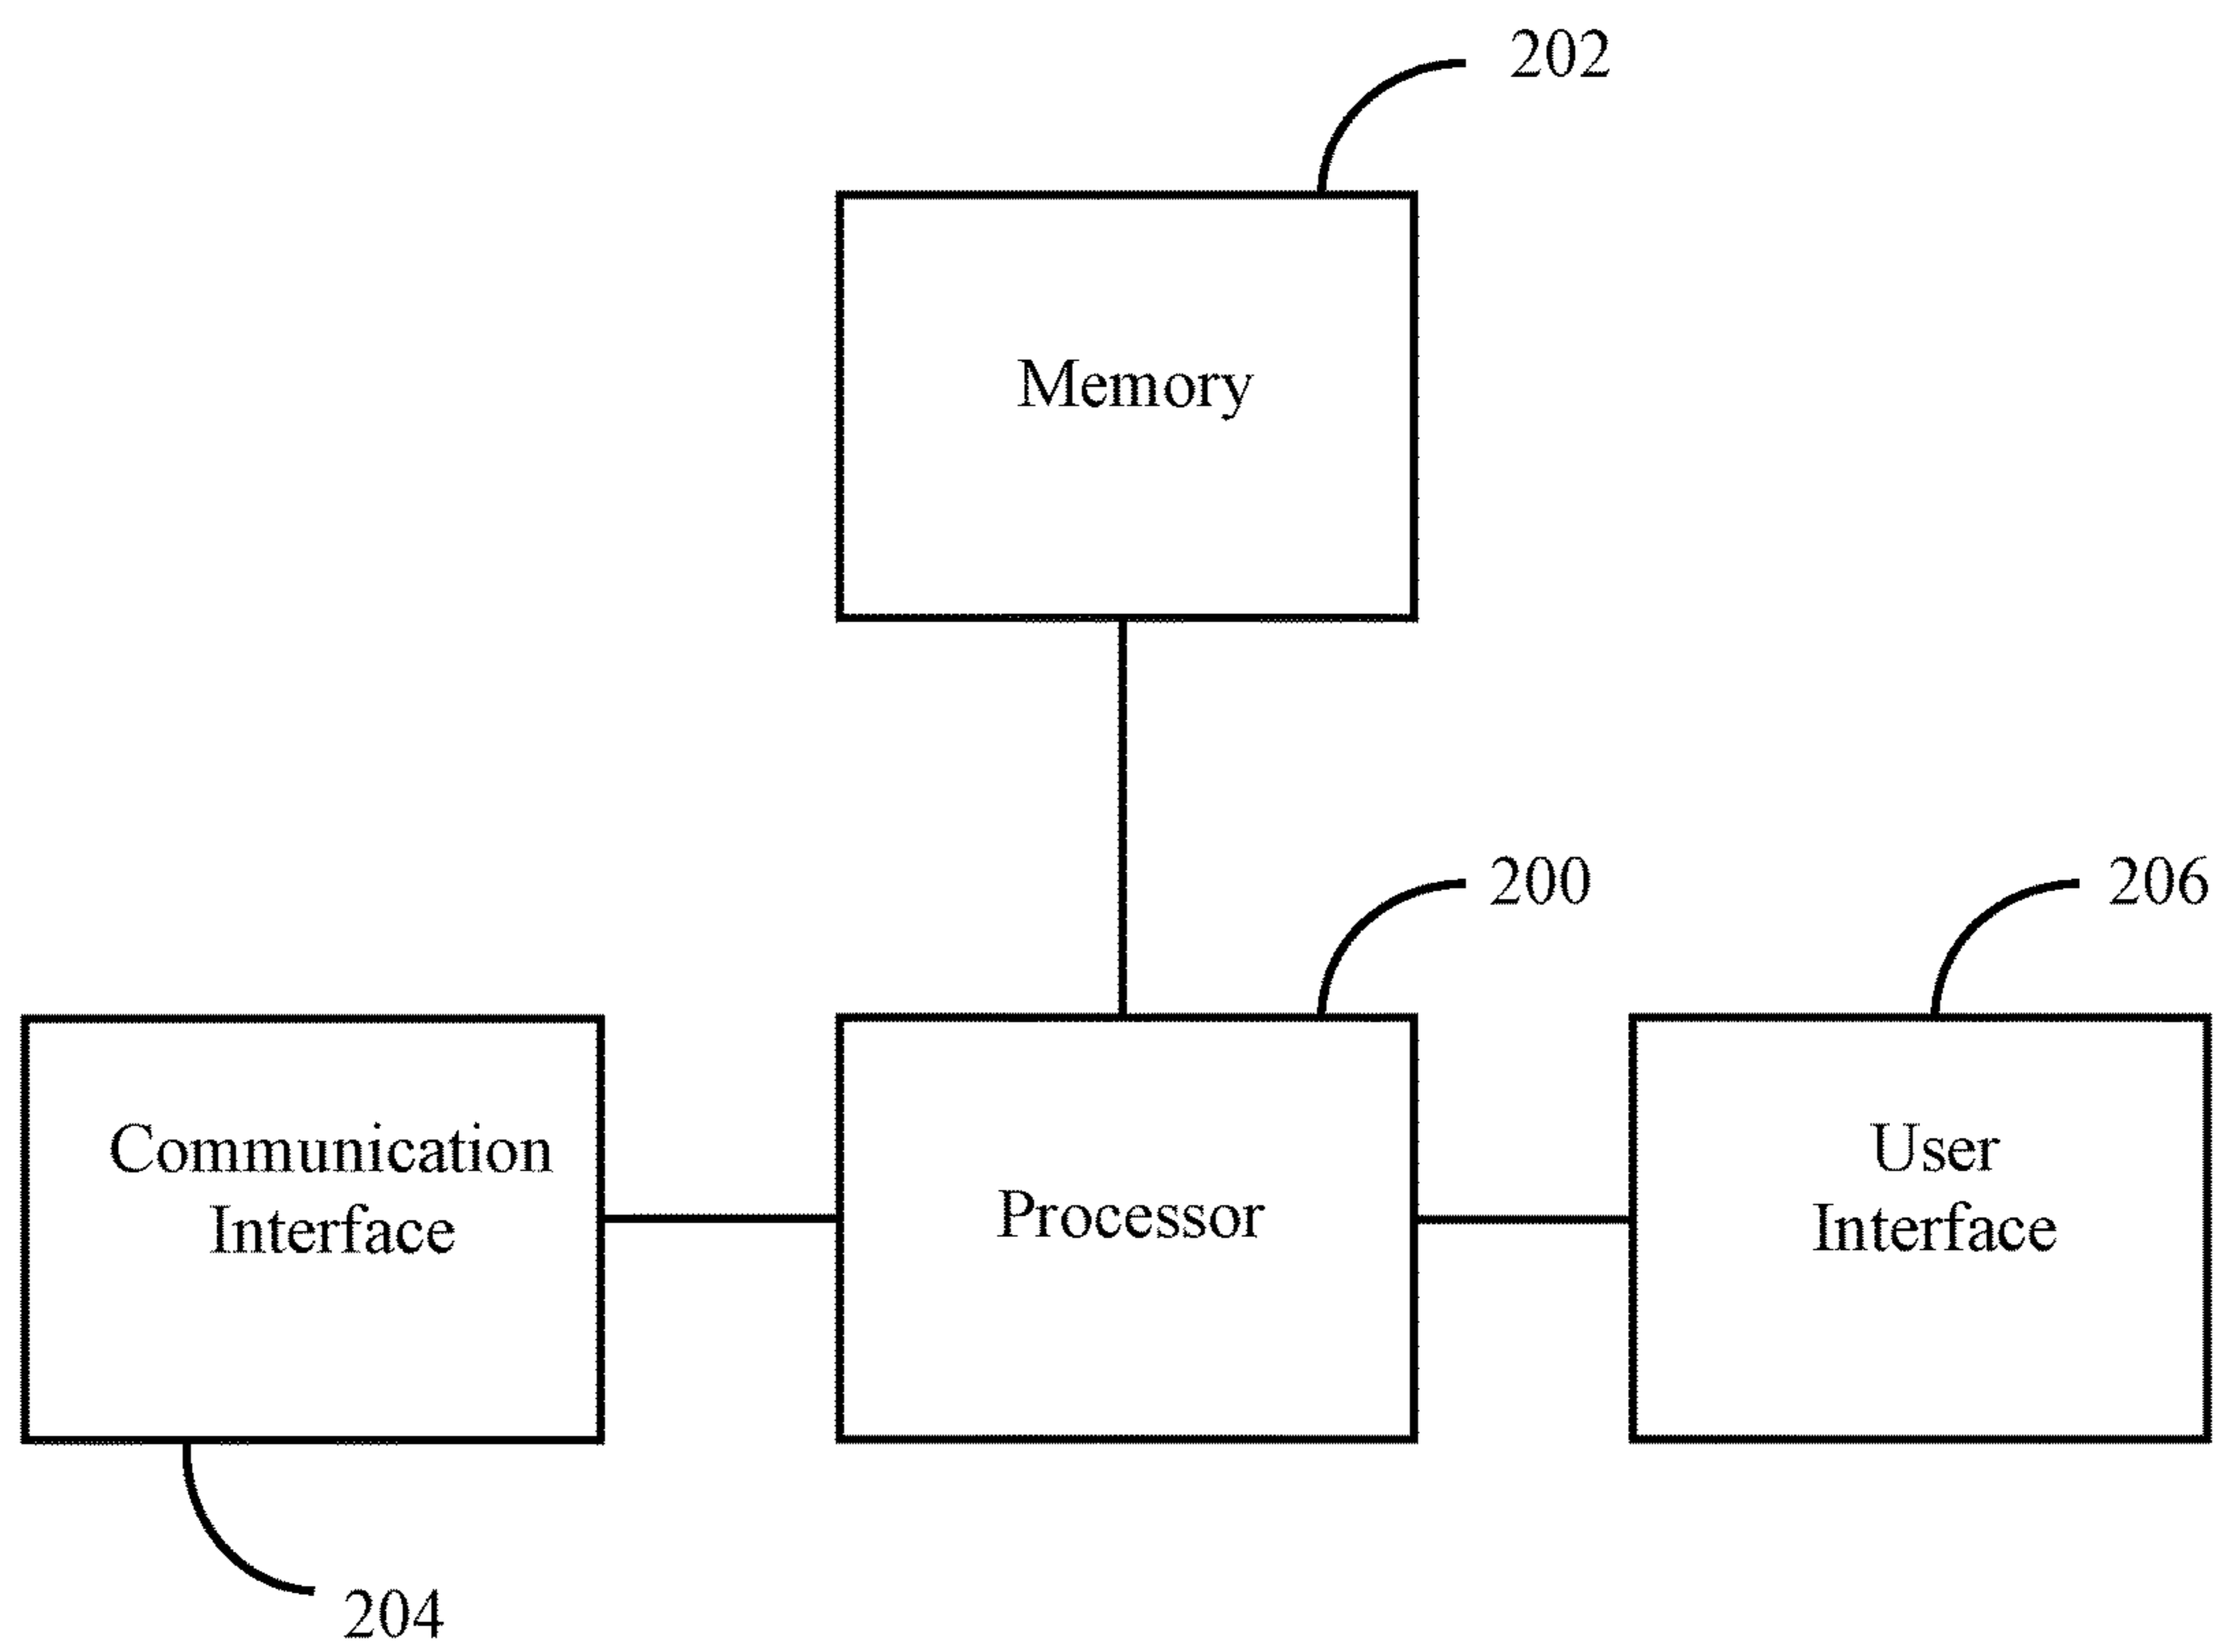 202
Memory
200
206
Communication
Interface
Processor
User
Interface
204